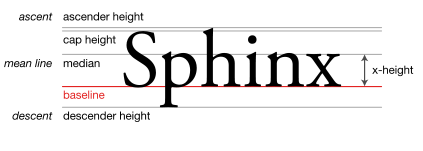 ascent ascender height
cap height
Sphinx
mean line median
x-height
baseline
descent descender height